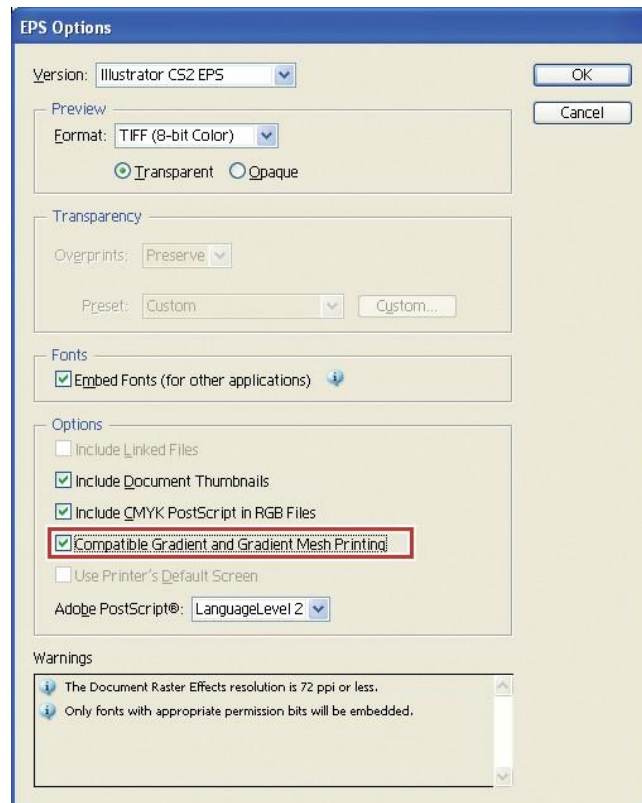 EPS Options
Version: Illustrator CS2 EPS
OK
Cancel
Preview
Format: TIFF (8-bit Color)
Transparent Opaque
Transparency
Overprints: Preserve
Preset: Custom Custom...
Fonts
Embed Fonts (for other applications)
Options
Include Linked Files
Include Document Thumbnails
Include CMYK PostScript in RGB Files
Compatible Gradient and Gradient Mesh Printing
Use Printer's Default Screen
Adobe PostScript®: LanguageLevel 2
Warnings
The Document Raster Effects resolution is 72 ppi or less.
Only fonts with appropriate permission bits will be embedded.